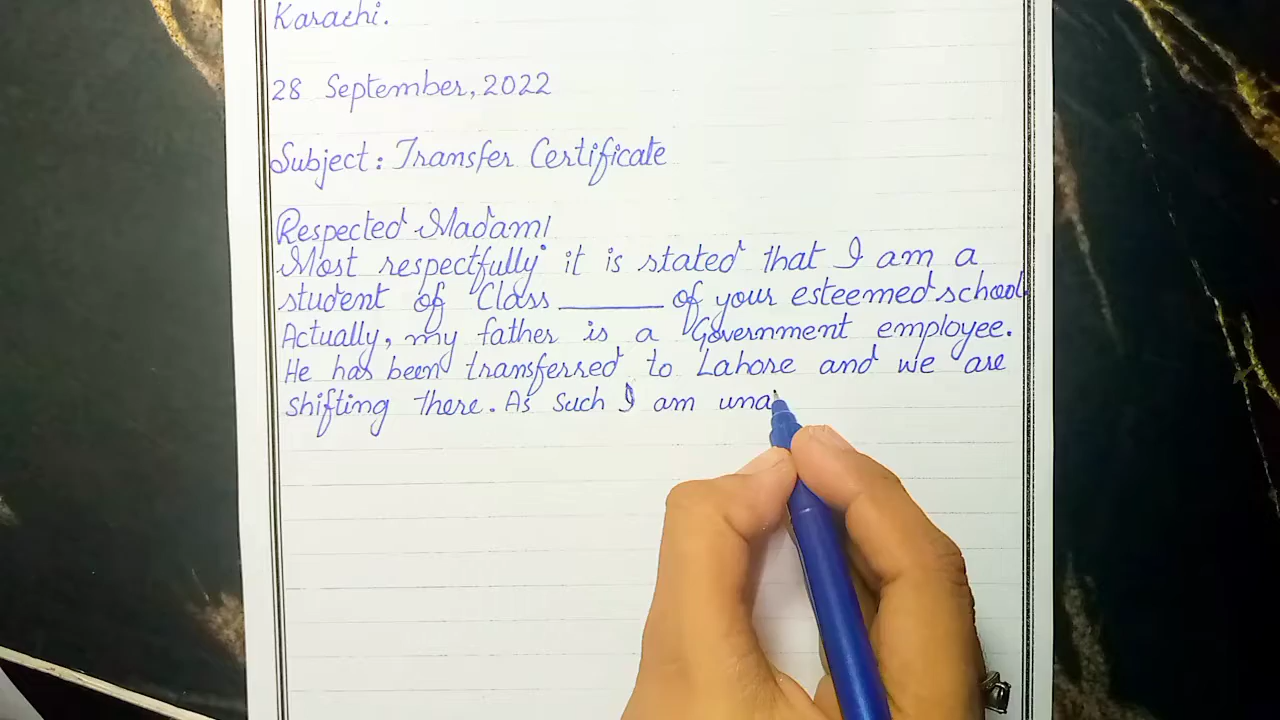 Karachi.
28 September, 2022
Subject: Transfer Certificate
Respected Madam!
Most respectfully it is stated that I am a
student of Class ______ of your esteemed school.
Actually, my father is a Government employee.
He has been transferred to Lahore and we are
shifting there. As such I am una